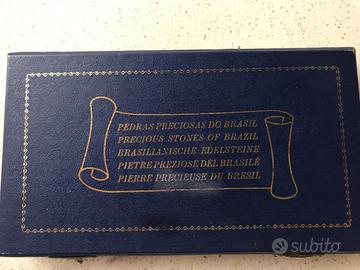 PEDRAS PRECIOSAS DO BRASIL
PRECIOUS STONES OF BRAZIL
BRASILIANISCHE EDELSTEINE
PIETRE PREZIOSE DEL BRASILE
PIERRE PRECIEUSE DU BRESIL
subito